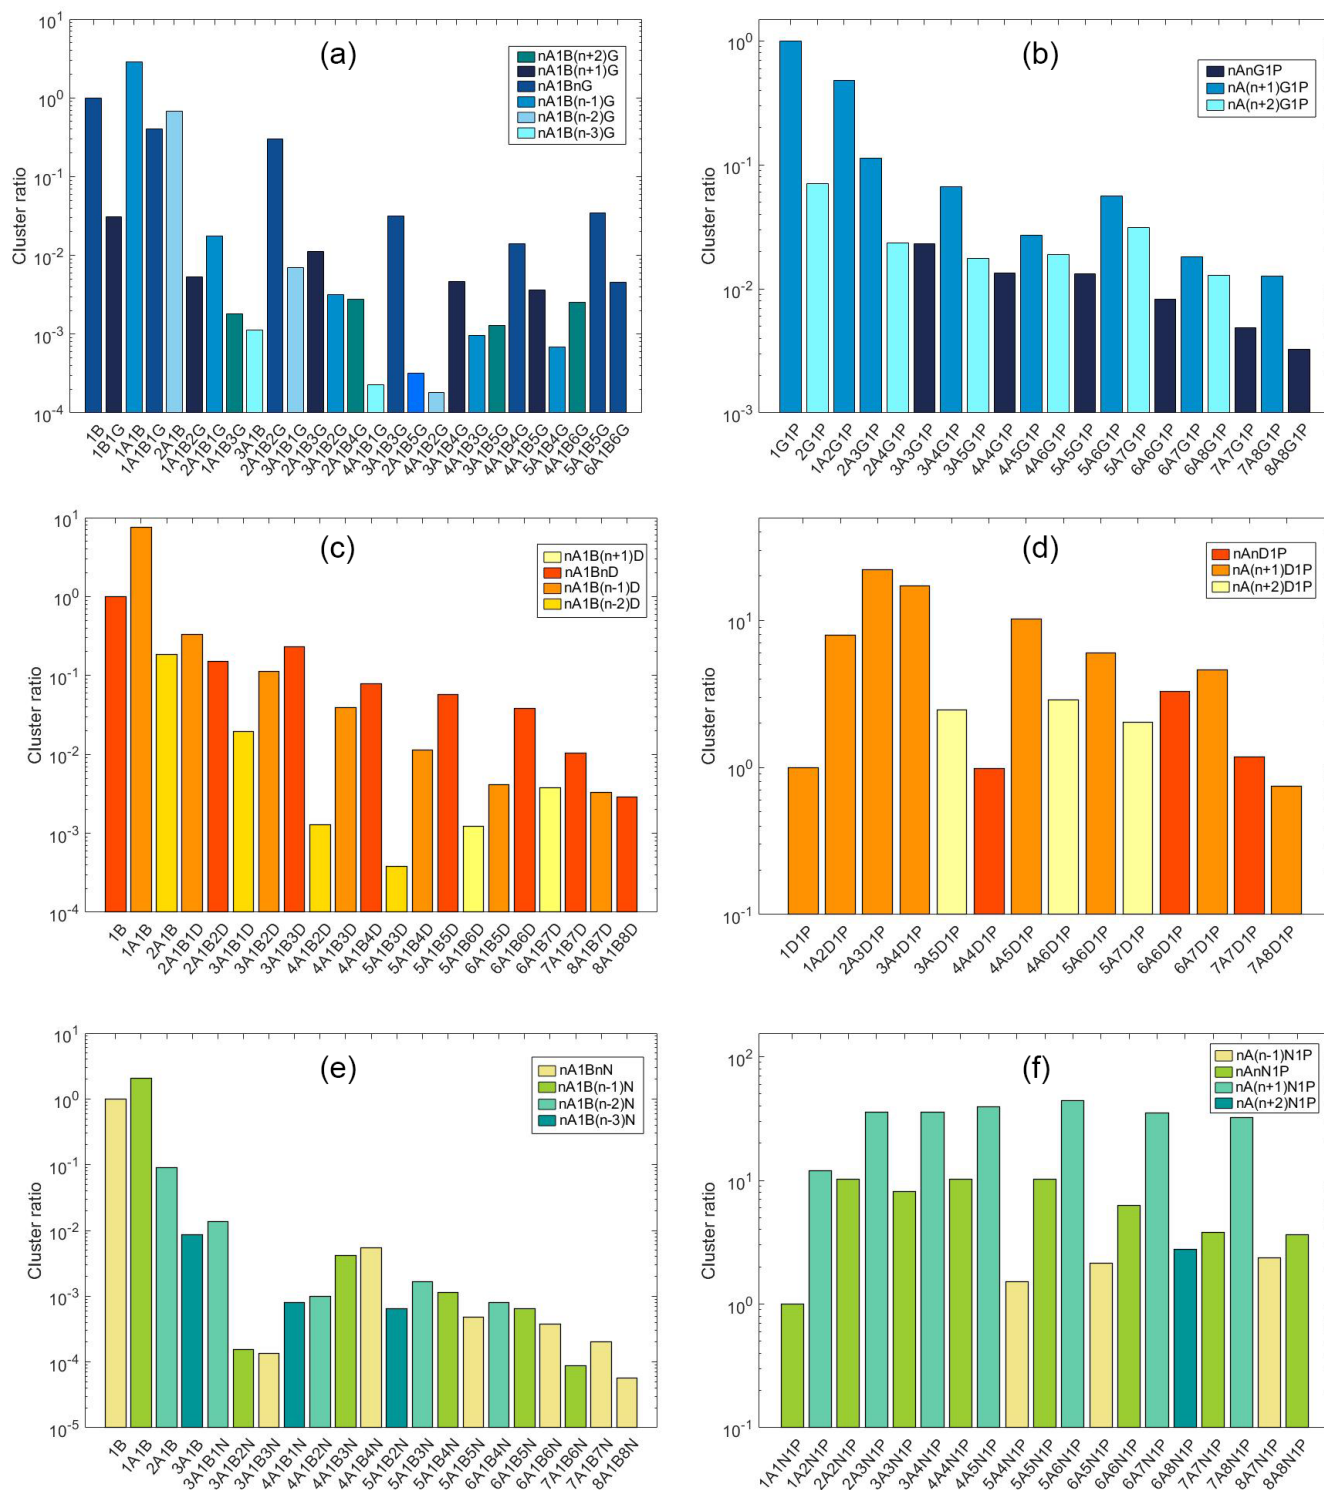 (a)
Cluster ratio
10^1
10^0
10^-1
10^-2
10^-3
10^-4
nA1B(n+2)G
nA1B(n+1)G
nA1BnG
nA1B(n-1)G
nA1B(n-2)G
nA1B(n-3)G
1B
1B1G
1A1B
1A1B1G
2A1B
1A1B2G
2A1B1G
1A1B3G
3A1B
2A1B2G
3A1B1G
2A1B3G
3A1B2G
2A1B4G
4A1B1G
3A1B3G
2A1B5G
4A1B2G
3A1B4G
4A1B3G
3A1B5G
4A1B4G
4A1B5G
5A1B4G
4A1B6G
5A1B5G
6A1B6G
(b)
Cluster ratio
10^0
10^-1
10^-2
10^-3
nAnG1P
nA(n+1)G1P
nA(n+2)G1P
1G1P
2G1P
1A2G1P
2A3G1P
2A4G1P
3A3G1P
3A4G1P
3A5G1P
4A4G1P
4A5G1P
4A6G1P
5A5G1P
5A6G1P
5A7G1P
6A6G1P
6A7G1P
6A8G1P
7A7G1P
7A8G1P
8A8G1P
(c)
Cluster ratio
10^1
10^0
10^-1
10^-2
10^-3
10^-4
nA1B(n+1)D
nA1BnD
nA1B(n-1)D
nA1B(n-2)D
1B
1A1B
2A1B
2A1B1D
2A1B2D
3A1B1D
3A1B2D
3A1B3D
4A1B2D
4A1B3D
4A1B4D
5A1B3D
5A1B4D
5A1B5D
5A1B6D
6A1B5D
6A1B6D
6A1B7D
7A1B7D
8A1B7D
8A1B8D
(d)
Cluster ratio
10^1
10^0
10^-1
nAnD1P
nA(n+1)D1P
nA(n+2)D1P
1D1P
1A2D1P
2A3D1P
3A4D1P
3A5D1P
4A4D1P
4A5D1P
4A6D1P
5A6D1P
5A7D1P
6A6D1P
6A7D1P
7A7D1P
7A8D1P
(e)
Cluster ratio
10^1
10^0
10^-1
10^-2
10^-3
10^-4
10^-5
nA1BnN
nA1B(n-1)N
nA1B(n-2)N
nA1B(n-3)N
1B
1A1B
2A1B
3A1B
3A1B1N
3A1B2N
3A1B3N
4A1B1N
4A1B2N
4A1B3N
4A1B4N
5A1B2N
5A1B3N
5A1B4N
5A1B5N
6A1B4N
6A1B5N
6A1B6N
7A1B6N
7A1B7N
8A1B8N
(f)
Cluster ratio
10^2
10^1
10^0
10^-1
nA(n-1)N1P
nAnN1P
nA(n+1)N1P
nA(n+2)N1P
1A1N1P
1A2N1P
2A2N1P
2A3N1P
3A3N1P
3A4N1P
4A4N1P
4A5N1P
5A4N1P
5A5N1P
5A6N1P
6A5N1P
6A6N1P
6A7N1P
6A8N1P
7A7N1P
7A8N1P
8A7N1P
8A8N1P